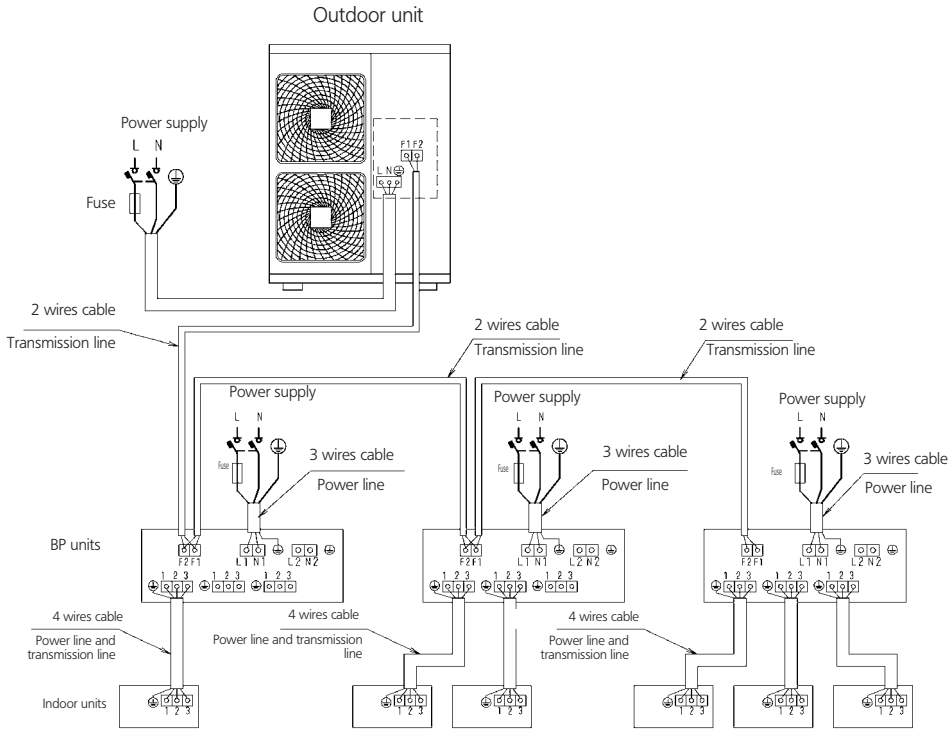 Outdoor unit
Power supply
L N
F1 F2
L N
Fuse
2 wires cable
Transmission line
2 wires cable
Transmission line
2 wires cable
Transmission line
Power supply
L N
Power supply
L N
Power supply
L N
Fuse
3 wires cable
Power line
Fuse
3 wires cable
Power line
Fuse
3 wires cable
Power line
BP units
F2 F1
L1 N1
L2 N2
1 2 3
1 2 3
1 2 3
F2 F1
L1 N1
L2 N2
1 2 3
1 2 3
1 2 3
F2 F1
L1 N1
L2 N2
1 2 3
1 2 3
1 2 3
4 wires cable
Power line and
transmission line
4 wires cable
Power line and transmission
line
4 wires cable
Power line and
transmission line
Indoor units
1 2 3
1 2 3
1 2 3
1 2 3
1 2 3
1 2 3